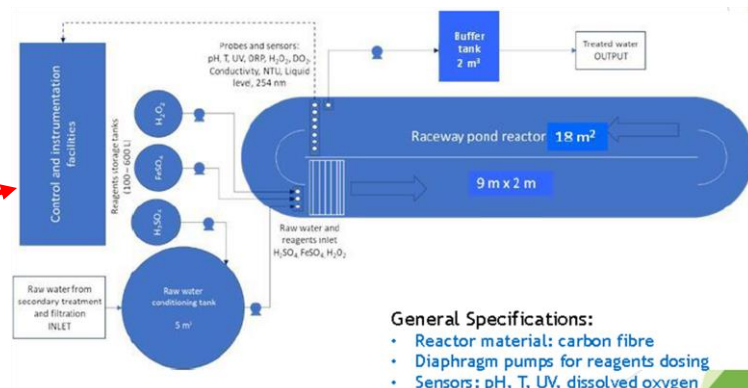 Control and instrumentation
facilities
Reagents storage tanks
(100 – 600 L)
Probes and sensors:
pH, T, UV, ORP, H₂O₂, DO₂,
Conductivity, NTU, Liquid
level, 254 nm
Buffer
tank
2 m³
Treated water
OUTPUT
H₂O₂
FeSO₄
H₂SO₄
Raceway pond reactor 18 m²
9 m x 2 m
Raw water and
reagents inlet
H₂SO₄ FeSO₄ H₂O₂
Raw water from
secondary treatment
and filtration
INLET
Raw water
conditioning tank
5 m³
General Specifications:
• Reactor material: carbon fibre
• Diaphragm pumps for reagents dosing
• Sensors: pH, T, UV, dissolved oxygen